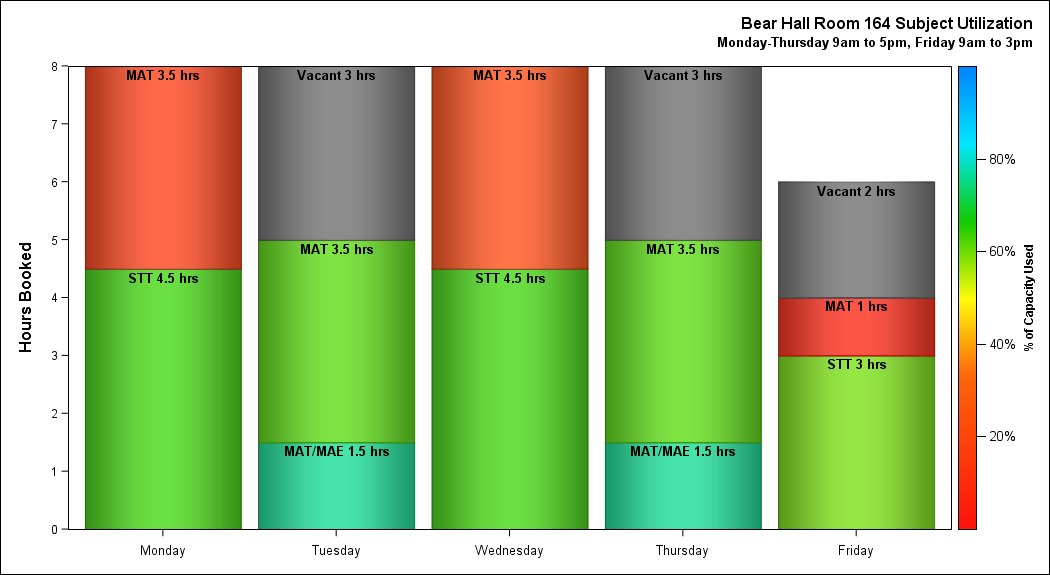 Bear Hall Room 164 Subject Utilization
Monday-Thursday 9am to 5pm, Friday 9am to 3pm
Hours Booked
8
7
6
5
4
3
2
1
0
MAT 3.5 hrs
STT 4.5 hrs
Vacant 3 hrs
MAT 3.5 hrs
MAT/MAE 1.5 hrs
MAT 3.5 hrs
STT 4.5 hrs
Vacant 3 hrs
MAT 3.5 hrs
MAT/MAE 1.5 hrs
Vacant 2 hrs
MAT 1 hrs
STT 3 hrs
Monday
Tuesday
Wednesday
Thursday
Friday
80%
60%
40%
20%
% of Capacity Used